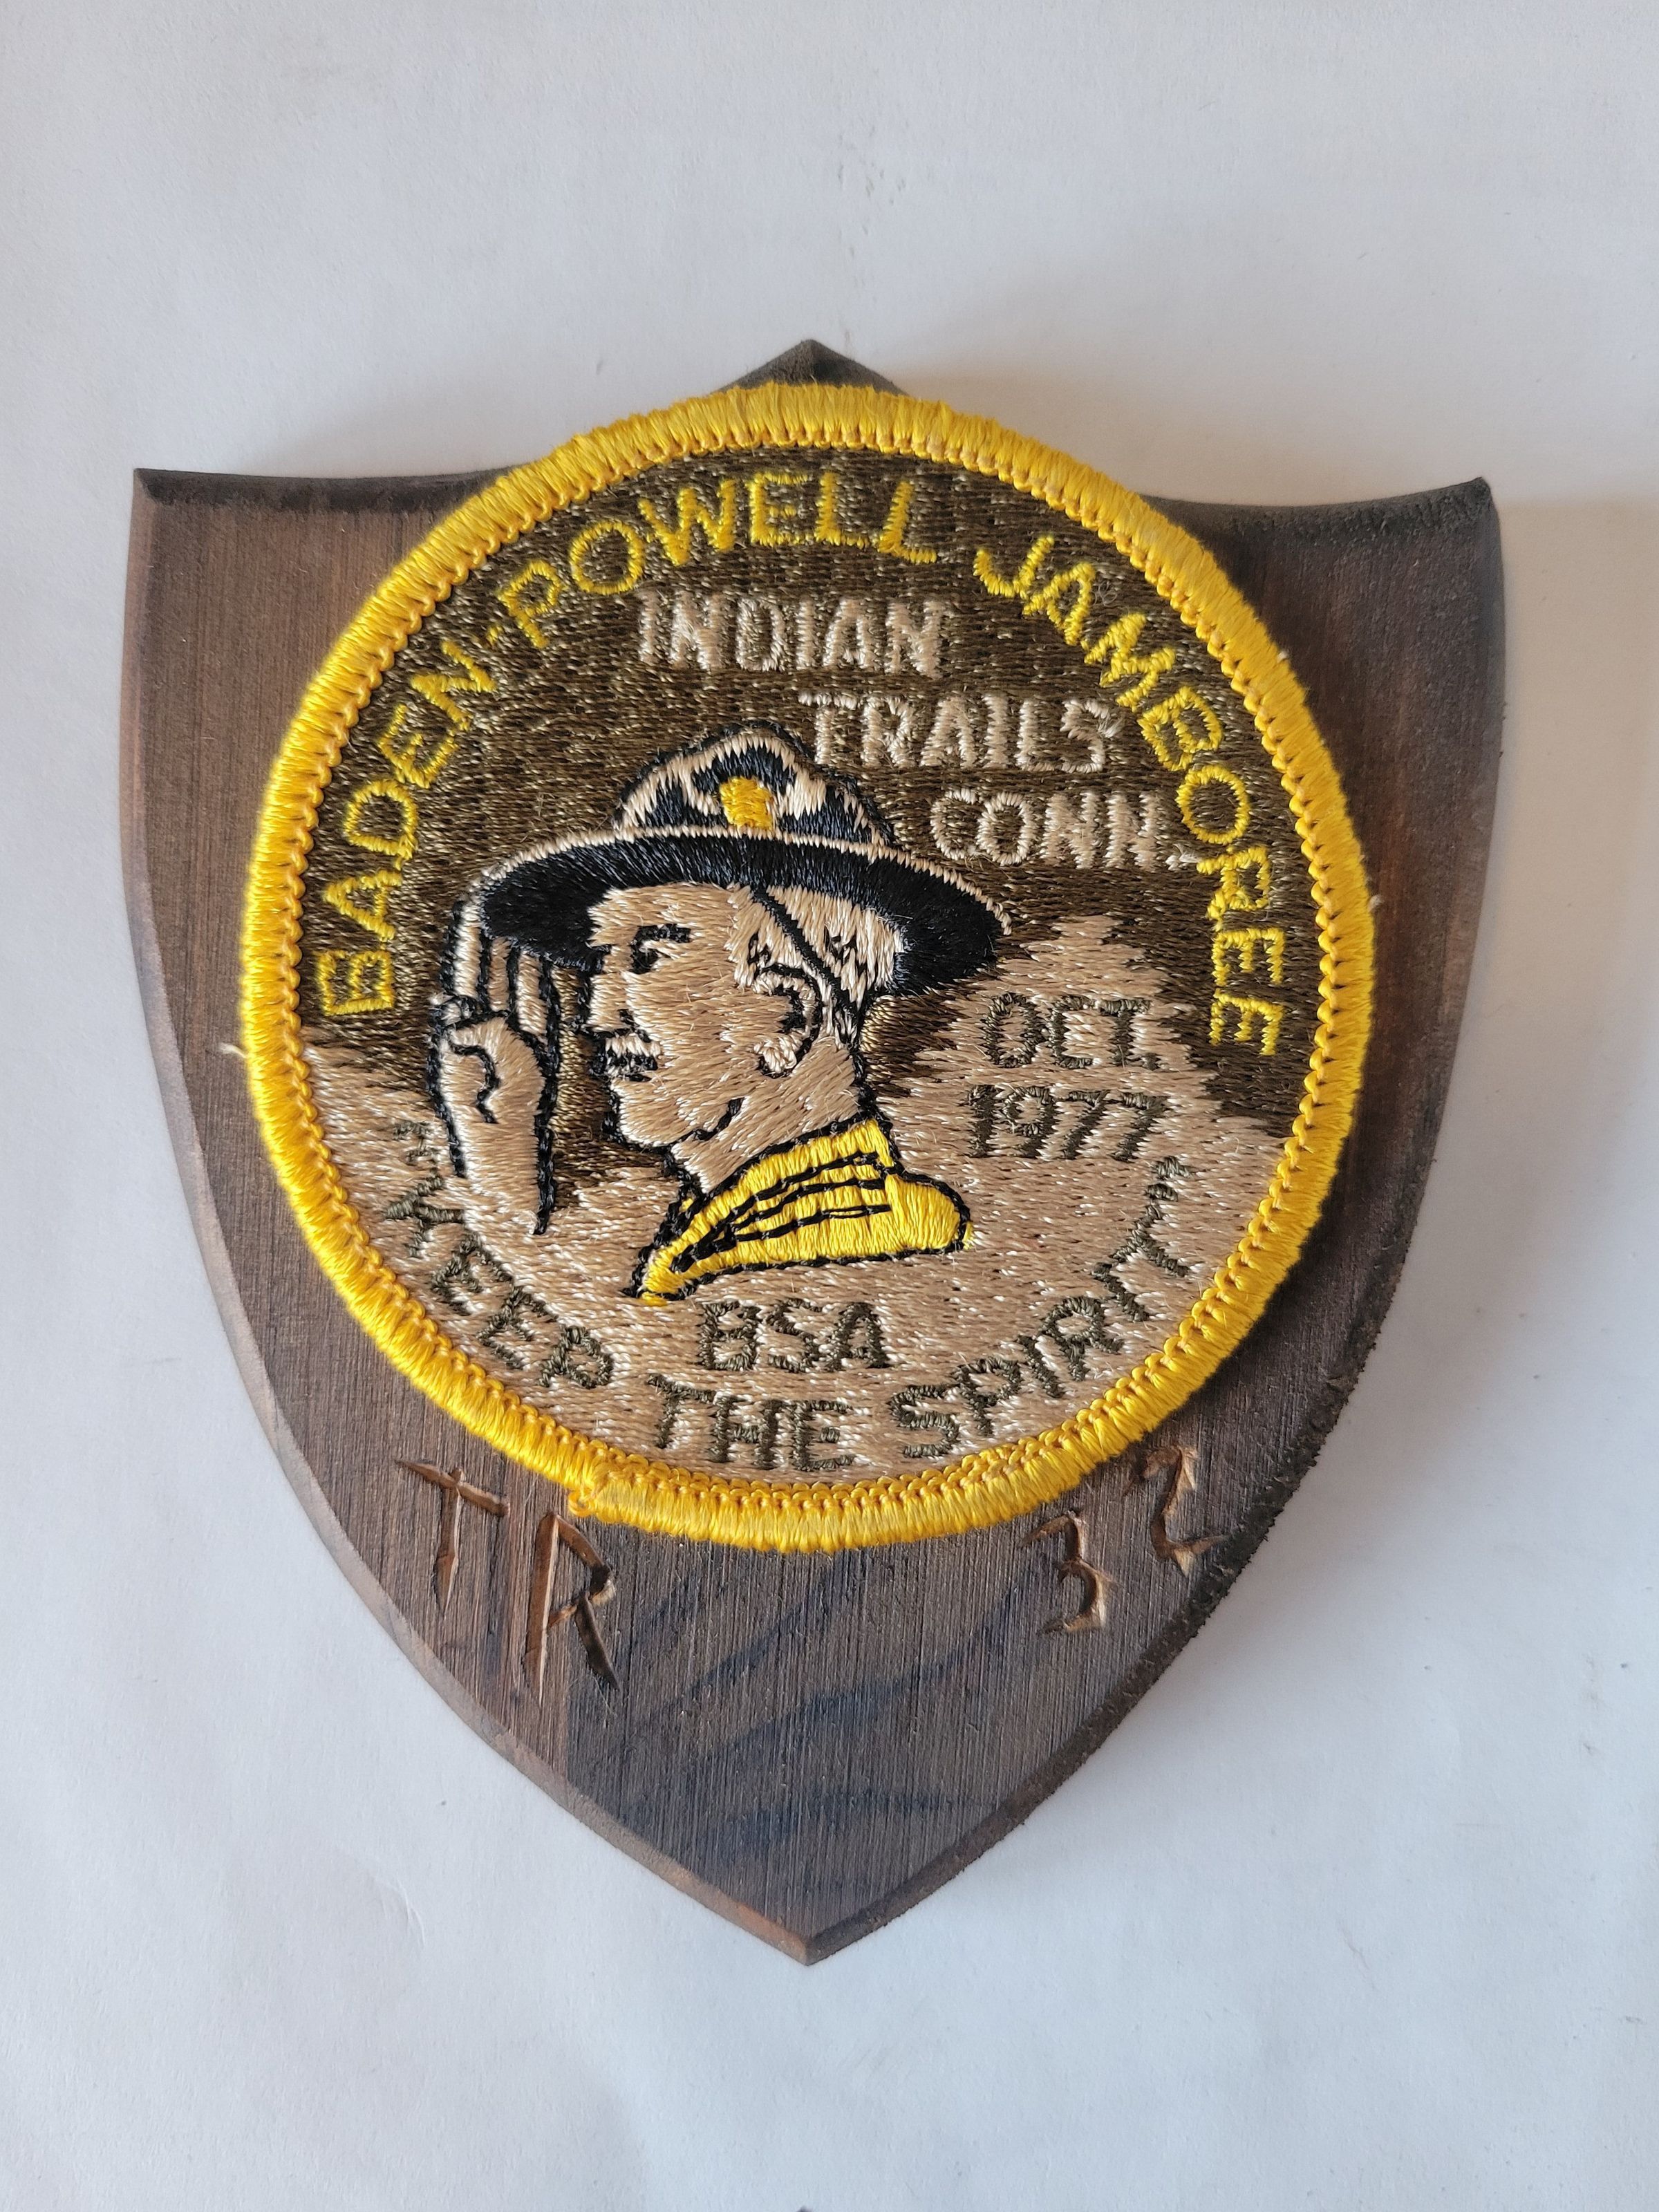 BADEN-POWELL JAMBOREE
INDIAN
TRAILS
CONN.
OCT.
1977
BSA
"KEEP THE SPIRIT"
TR 32